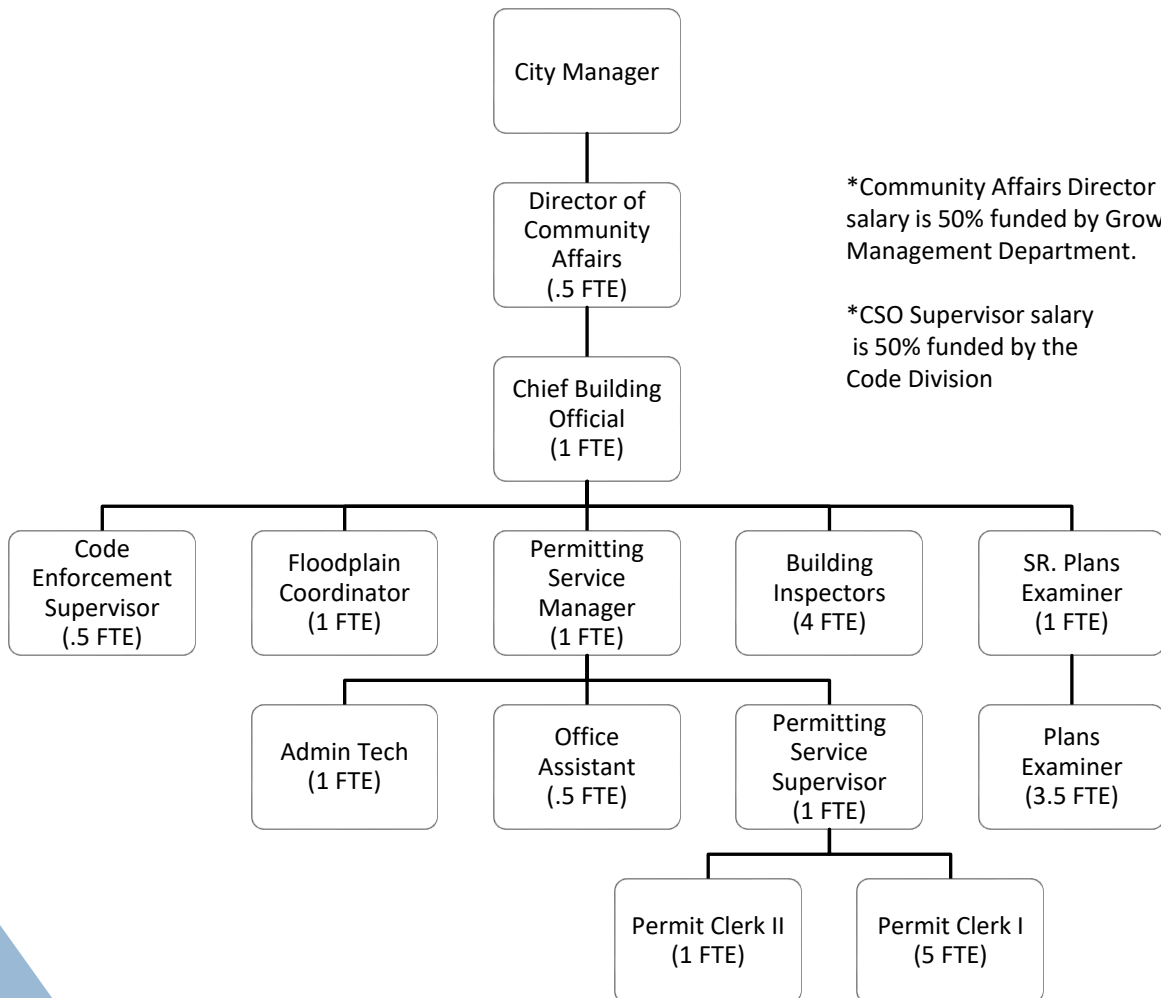 City Manager
Director of
Community
Affairs
(.5 FTE)
*Community Affairs Director
salary is 50% funded by Grow
Management Department.
*CSO Supervisor salary
is 50% funded by the
Code Division
Chief Building
Official
(1 FTE)
Code
Enforcement
Supervisor
(.5 FTE)
Floodplain
Coordinator
(1 FTE)
Permitting
Service
Manager
(1 FTE)
Building
Inspectors
(4 FTE)
SR. Plans
Examiner
(1 FTE)
Admin Tech
(1 FTE)
Office
Assistant
(.5 FTE)
Permitting
Service
Supervisor
(1 FTE)
Plans
Examiner
(3.5 FTE)
Permit Clerk II
(1 FTE)
Permit Clerk I
(5 FTE)